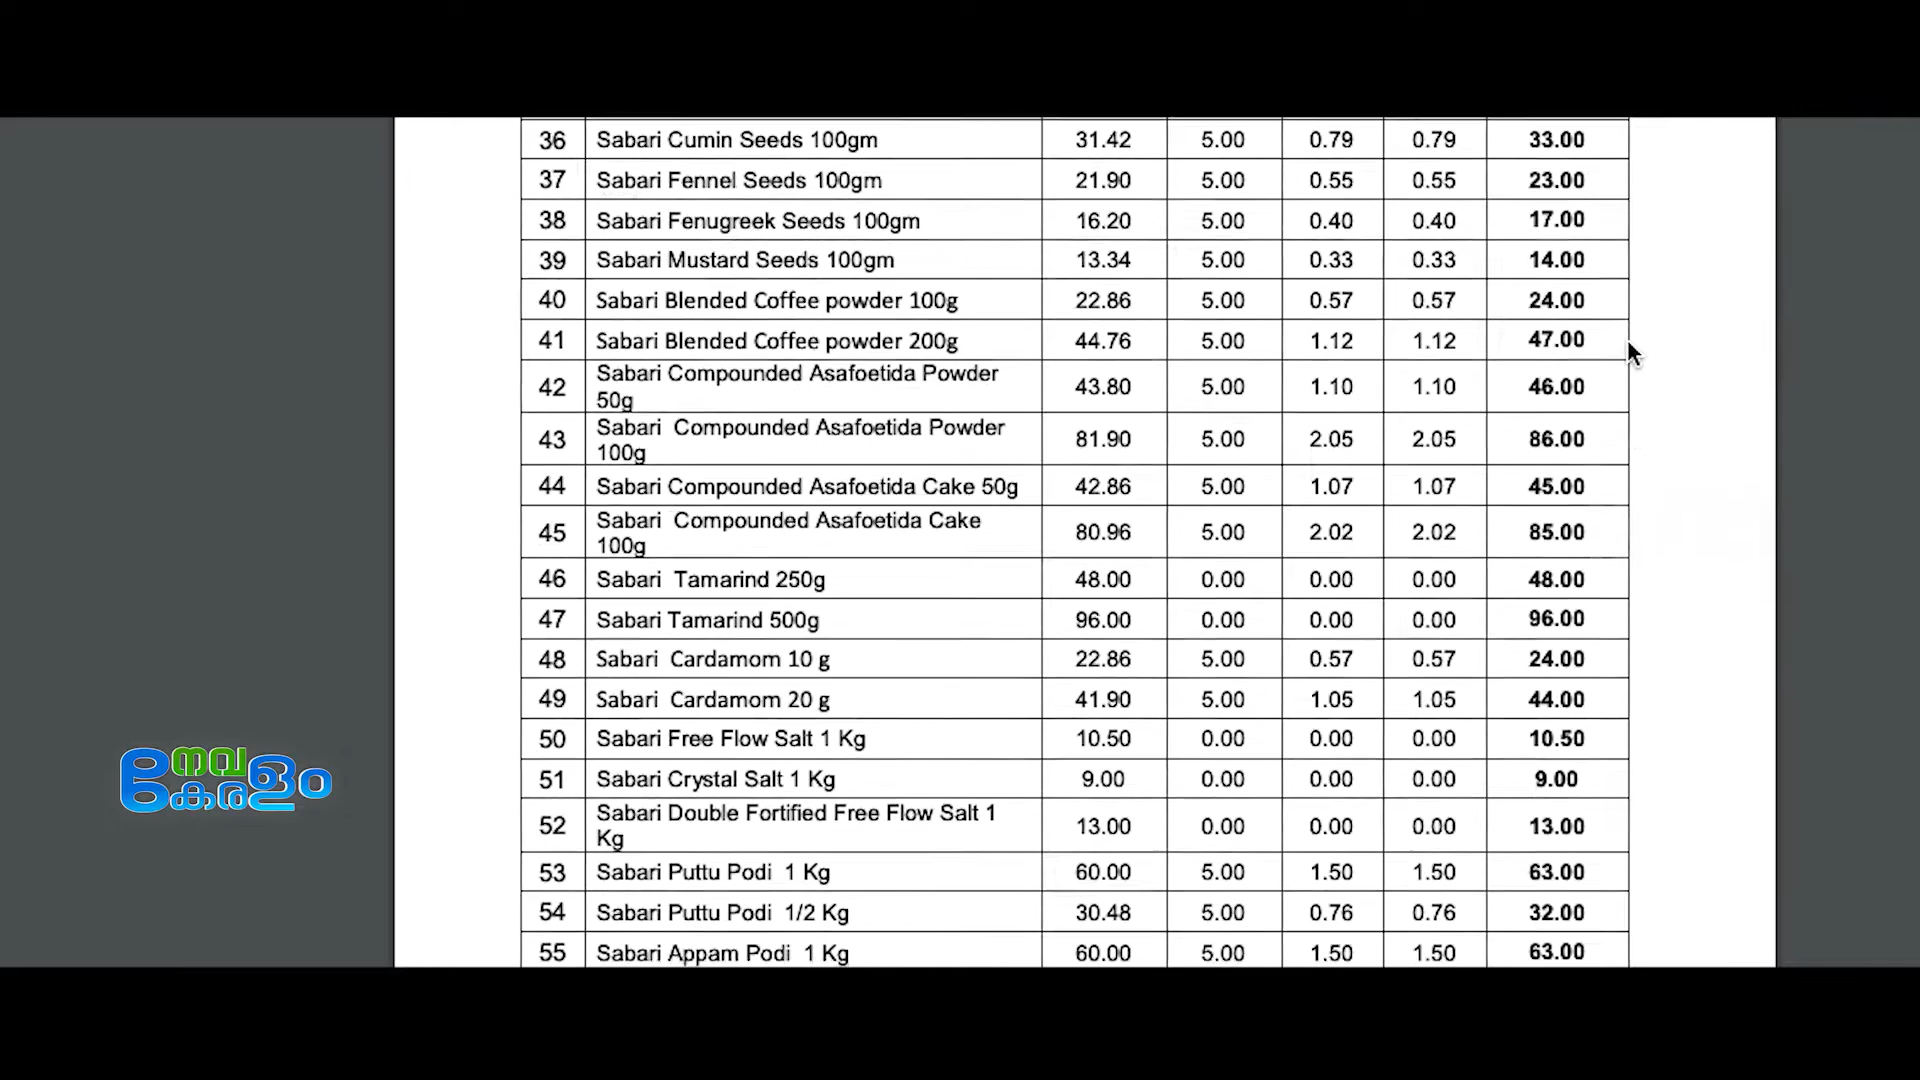 36 Sabari Cumin Seeds 100gm 31.42 5.00 0.79 0.79 33.00
37 Sabari Fennel Seeds 100gm 21.90 5.00 0.55 0.55 23.00
38 Sabari Fenugreek Seeds 100gm 16.20 5.00 0.40 0.40 17.00
39 Sabari Mustard Seeds 100gm 13.34 5.00 0.33 0.33 14.00
40 Sabari Blended Coffee powder 100g 22.86 5.00 0.57 0.57 24.00
41 Sabari Blended Coffee powder 200g 44.76 5.00 1.12 1.12 47.00
42 Sabari Compounded Asafoetida Powder 43.80 5.00 1.10 1.10 46.00
50g
43 Sabari Compounded Asafoetida Powder 81.90 5.00 2.05 2.05 86.00
100g
44 Sabari Compounded Asafoetida Cake 50g 42.86 5.00 1.07 1.07 45.00
45 Sabari Compounded Asafoetida Cake 80.96 5.00 2.02 2.02 85.00
100g
46 Sabari Tamarind 250g 48.00 0.00 0.00 0.00 48.00
47 Sabari Tamarind 500g 96.00 0.00 0.00 0.00 96.00
48 Sabari Cardamom 10 g 22.86 5.00 0.57 0.57 24.00
49 Sabari Cardamom 20 g 41.90 5.00 1.05 1.05 44.00
50 Sabari Free Flow Salt 1 Kg 10.50 0.00 0.00 0.00 10.50
51 Sabari Crystal Salt 1 Kg 9.00 0.00 0.00 0.00 9.00
52 Sabari Double Fortified Free Flow Salt 1 13.00 0.00 0.00 0.00 13.00
Kg
53 Sabari Puttu Podi 1 Kg 60.00 5.00 1.50 1.50 63.00
54 Sabari Puttu Podi 1/2 Kg 30.48 5.00 0.76 0.76 32.00
55 Sabari Appam Podi 1 Kg 60.00 5.00 1.50 1.50 63.00
നവ
കേരളം